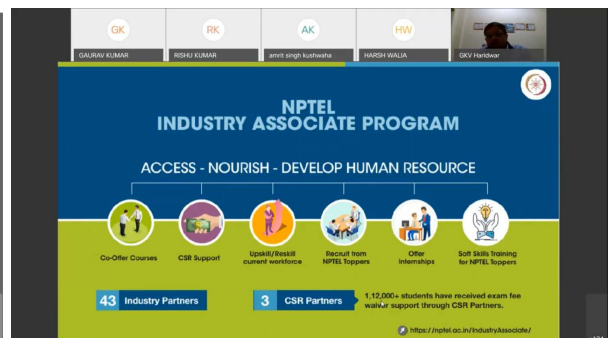 GK
RK
AK
HW
GAURAV KUMAR
RISHU KUMAR
amrit singh kushwaha
HARSH WALIA
GKV Haridwar
NPTEL
INDUSTRY ASSOCIATE PROGRAM
ACCESS - NOURISH - DEVELOP HUMAN RESOURCE
Co-Offer Courses
CSR Support
Upskill/Reskill
current workforce
Recruit from
NPTEL Toppers
Offer
Internships
Soft Skills Training
for NPTEL Toppers
43 Industry Partners
3 CSR Partners
1,12,000+ students have received exam fee
waiver support through CSR Partners.
https://nptel.ac.in/IndustryAssociate/